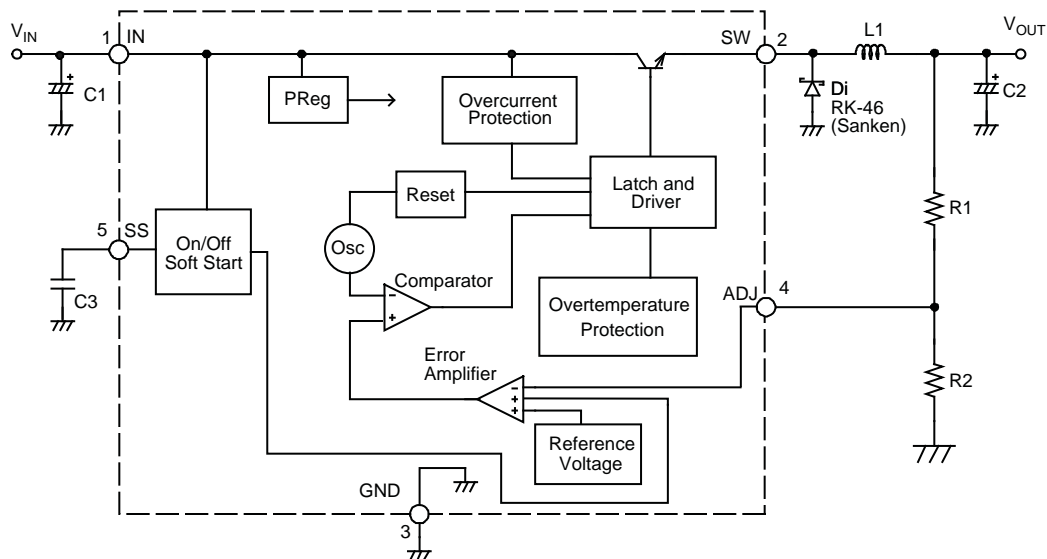 VIN
1
IN
SW
2
L1
VOUT
+
C1
PReg
Overcurrent
Protection
Di
RK-46
(Sanken)
+
C2
Reset
Latch and
Driver
R1
5
SS
On/Off
Soft Start
Osc
C3
Comparator
−
+
Overtemperature
Protection
ADJ
4
Error
Amplifier
−
+
+
R2
Reference
Voltage
GND
3